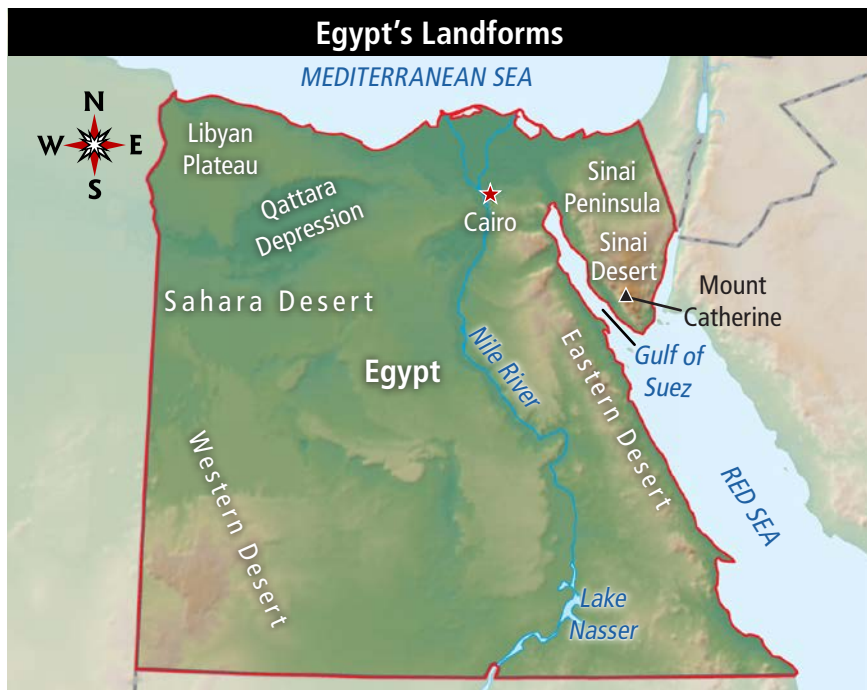 Egypt's Landforms
MEDITERRANEAN SEA
N
W
E
S
Libyan
Plateau
Qattara
Depression
Cairo
Sinai
Peninsula
Sinai
Desert
Mount
Catherine
Sahara Desert
Gulf of
Suez
Egypt
Nile River
Eastern Desert
Western Desert
RED SEA
Lake
Nasser